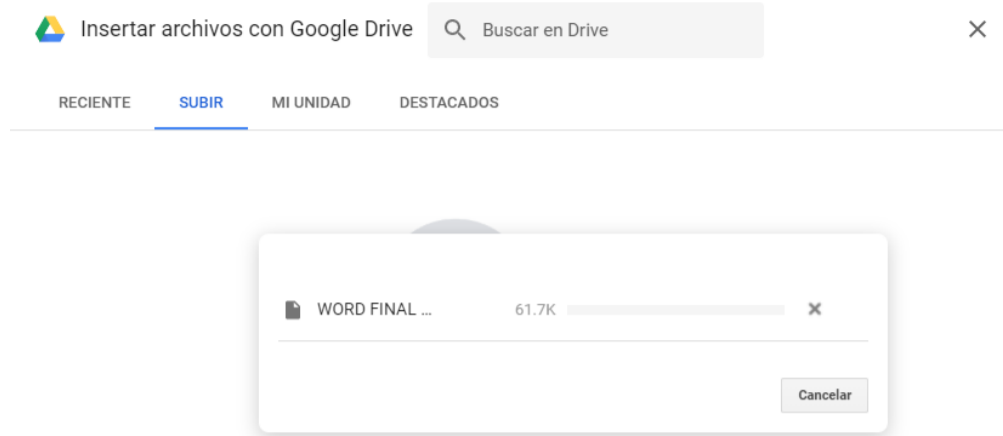 Insertar archivos con Google Drive
Buscar en Drive
RECIENTE SUBIR MI UNIDAD DESTACADOS
WORD FINAL ... 61.7K
Cancelar